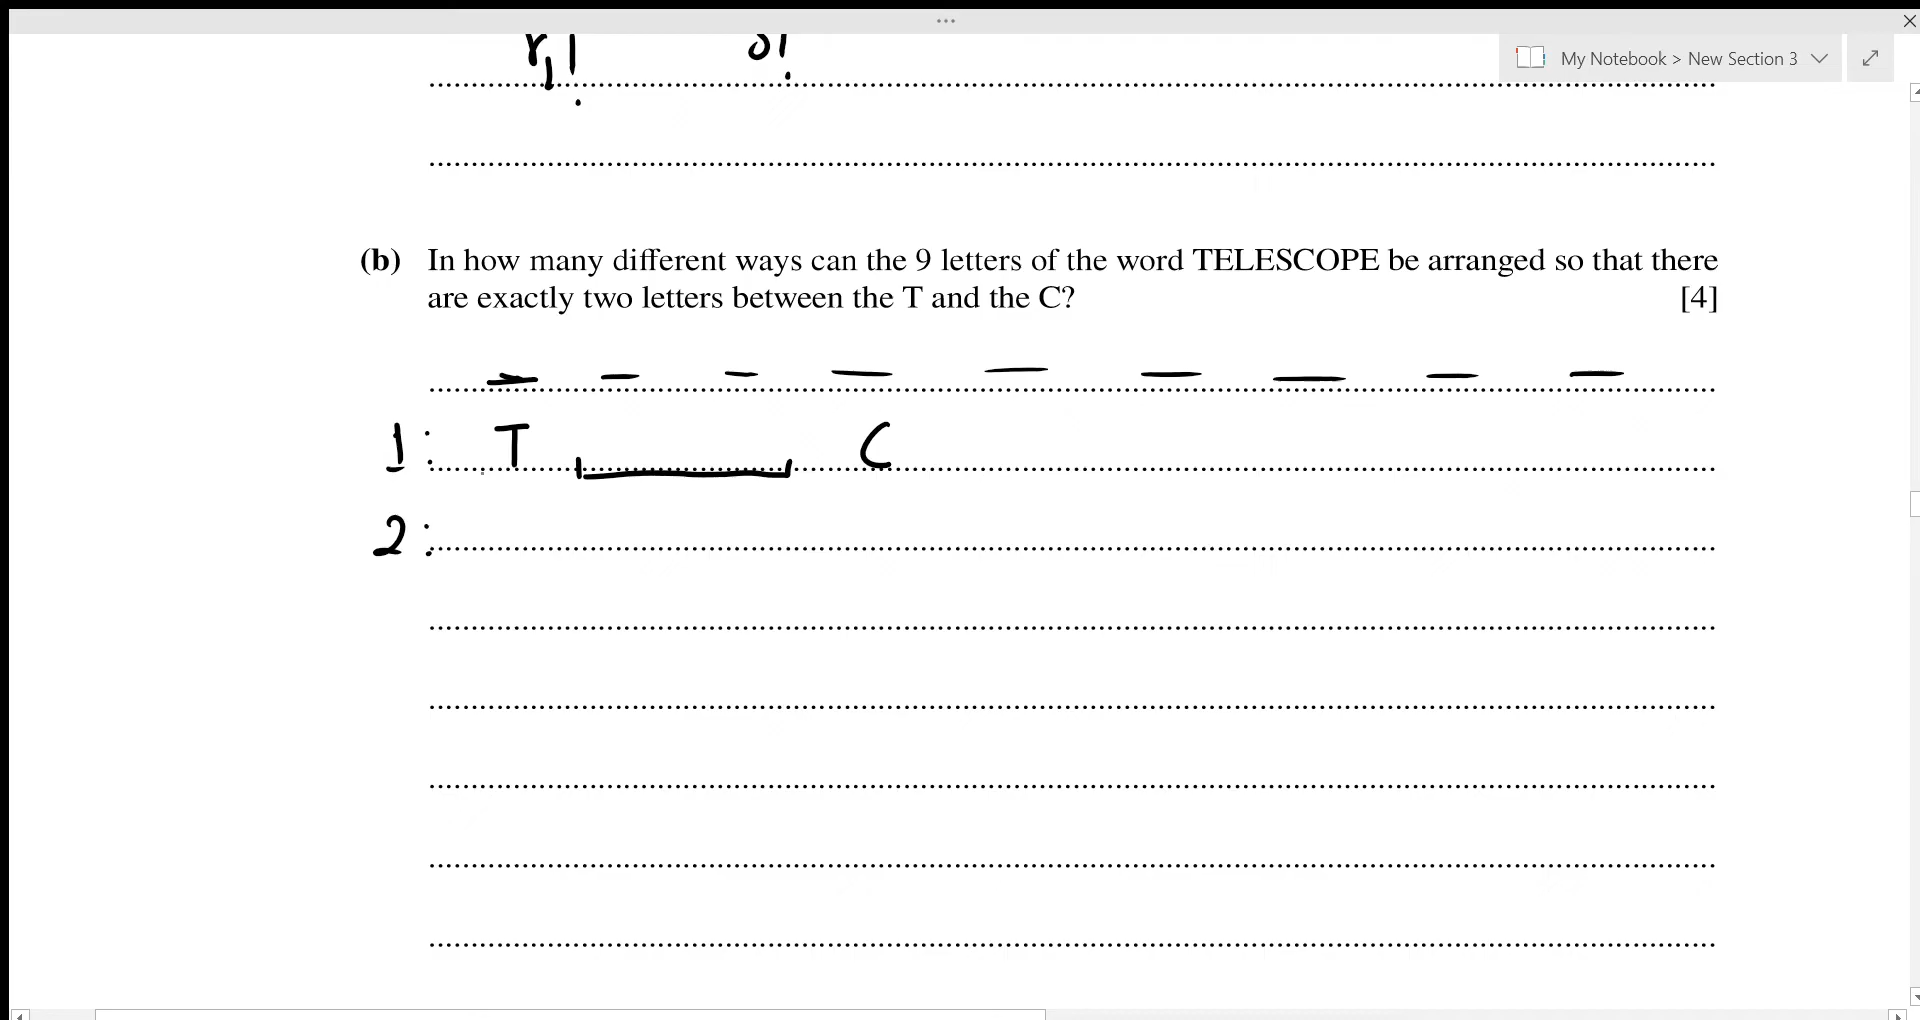 My Notebook > New Section 3
(b) In how many different ways can the 9 letters of the word TELESCOPE be arranged so that there
are exactly two letters between the T and the C? [4]
1: T C
2: